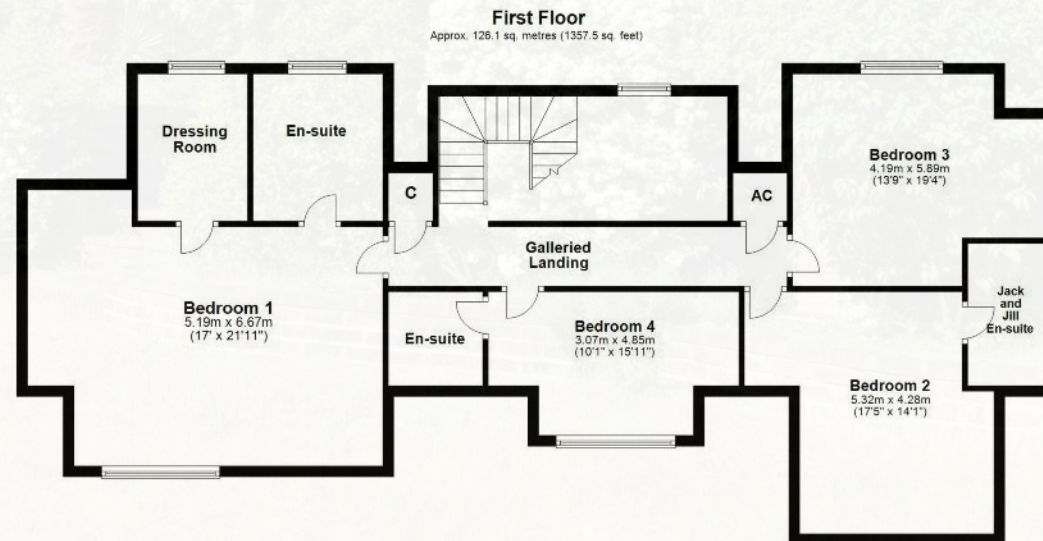 First Floor
Approx. 126.1 sq. metres (1357.5 sq. feet)
Dressing
Room
En-suite
C
AC
Bedroom 3
4.19m x 5.89m
(13'9" x 19'4")
Galleried
Landing
Bedroom 1
5.19m x 6.67m
(17' x 21'11")
En-suite
Bedroom 4
3.07m x 4.85m
(10'1" x 15'11")
Jack
and
Jill
En-suite
Bedroom 2
5.32m x 4.28m
(17'5" x 14'1")